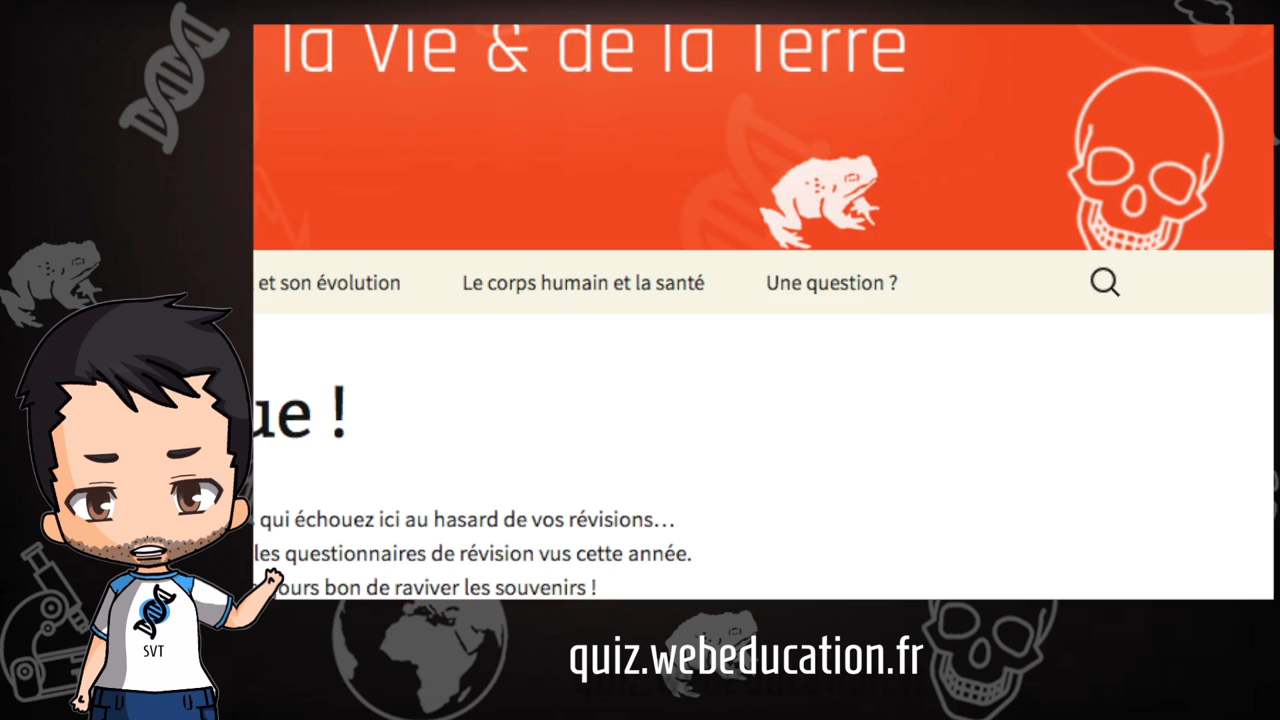 la Vie & de la Terre
et son évolution Le corps humain et la santé Une question ?
ue !
qui échouez ici au hasard de vos révisions…
les questionnaires de révision vus cette année.
ours bon de raviver les souvenirs !
SVT
quiz.webeducation.fr